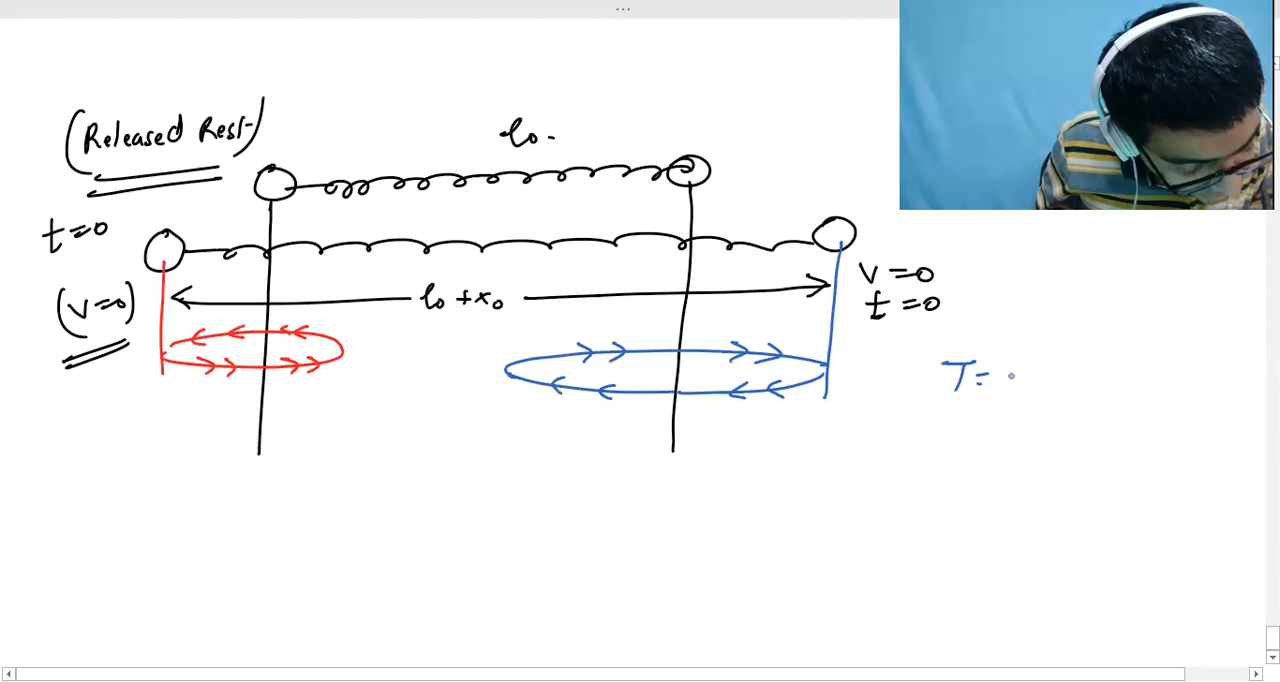 (Released Rest)
l₀.
t=0
(v=0)
l₀+x₀
v=0
t=0
T=